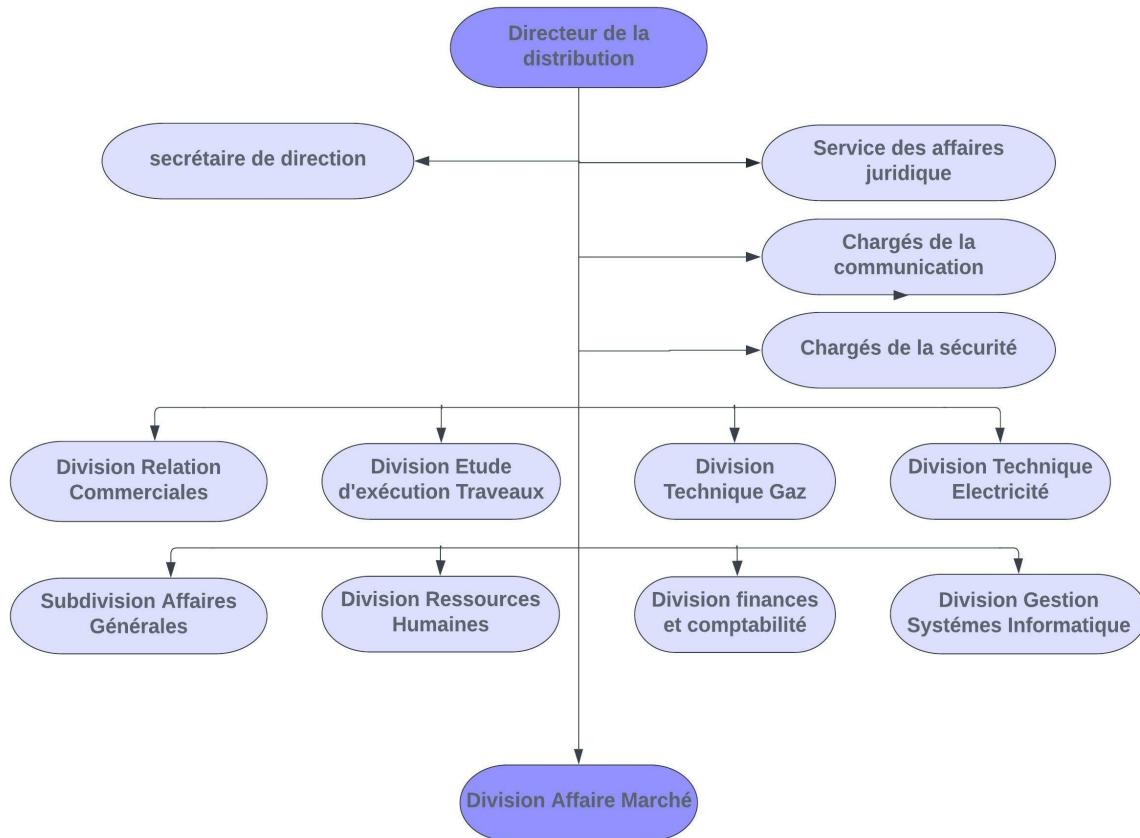 Directeur de la
distribution
secrétaire de direction
Service des affaires
juridique
Chargés de la
communication
Chargés de la sécurité
Division Relation
Commerciales
Division Etude
d'exécution Traveaux
Division
Technique Gaz
Division Technique
Electricité
Subdivision Affaires
Générales
Division Ressources
Humaines
Division finances
et comptabilité
Division Gestion
Systémes Informatique
Division Affaire Marché